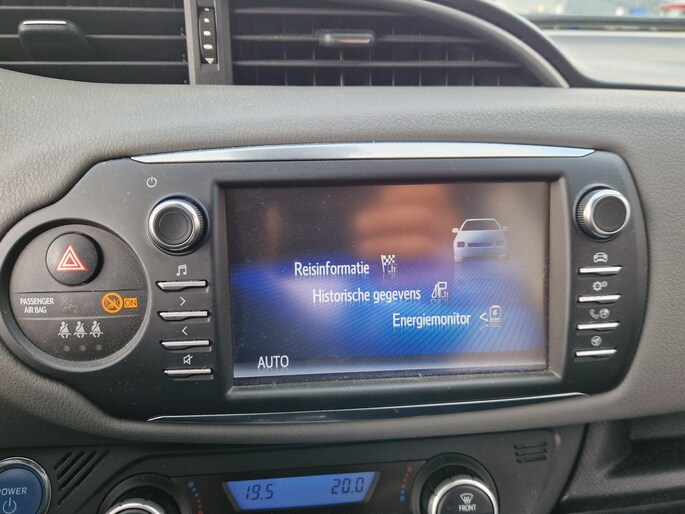 Reisinformatie
Historische gegevens
Energiemonitor
AUTO
PASSENGER
AIR BAG
ON
POWER
19.5
20.0
FRONT